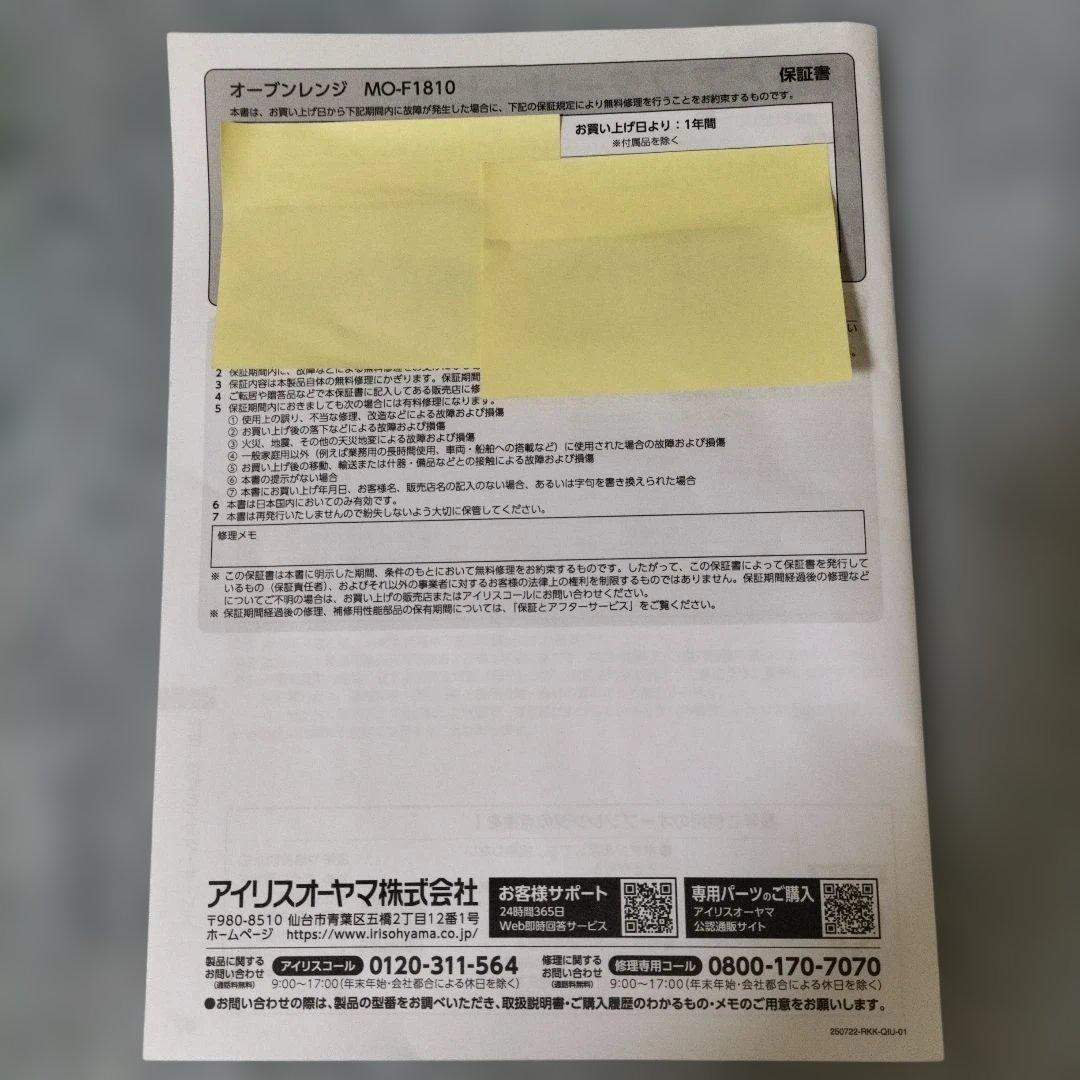 オーブンレンジ MO-F1810
保証書
本書は、お買い上げ日から下記期間内に故障が発生した場合に、下記の保証規定により無料修理を行うことをお約束するものです。
お買い上げ日より：1年間
※付属品を除く
い
。
2 保証期間内に、故障などによる無料修理を
3 保証内容は本製品自体の無料修理にかぎります。保証期間
4 ご転居や贈答品などで本保証書に記入してある販売店に修
5 保証期間内におきましても次の場合には有料修理になります。
① 使用上の誤り、不当な修理、改造などによる故障および損傷
② お買い上げ後の落下などによる故障および損傷
③ 火災、地震、その他の天災地変による故障および損傷
④ 一般家庭用以外（例えば業務用の長時間使用、車両・船舶への搭載など）に使用された場合の故障および損傷
⑤ お買い上げ後の移動、輸送または什器・備品などとの接触による故障および損傷
⑥ 本書の提示がない場合
⑦ 本書にお買い上げ年月日、お客様名、販売店名の記入のない場合、あるいは字句を書き換えられた場合
6 本書は日本国内においてのみ有効です。
7 本書は再発行いたしませんので紛失しないよう大切に保管してください。
修理メモ
※ この保証書は本書に明示した期間、条件のもとにおいて無料修理をお約束するものです。したがって、この保証書によって保証書を発行して
いるもの（保証責任者）、およびそれ以外の事業者に対するお客様の法律上の権利を制限するものではありません。保証期間経過後の修理など
についてご不明の場合は、お買い上げの販売店またはアイリスコールにお問い合わせください。
※ 保証期間経過後の修理、補修用性能部品の保有期間については、「保証とアフターサービス」をご覧ください。
アイリスオーヤマ株式会社
〒980-8510 仙台市青葉区五橋2丁目12番1号
ホームページ https://www.irisohyama.co.jp/
お客様サポート
24時間365日
Web即時回答サービス
専用パーツのご購入
アイリスオーヤマ
公認通販サイト
製品に関する
お問い合わせ
（通話料無料）
アイリスコール 0120-311-564
9:00～17:00（年末年始・会社都合による休日を除く）
修理に関する
お問い合わせ
（通話料無料）
修理専用コール 0800-170-7070
9:00～17:00（年末年始・会社都合による休日を除く）
●お問い合わせの際は、製品の型番をお調べいただき、取扱説明書・ご購入履歴のわかるもの・メモのご用意をお願いします。
250722-RKK-QIU-01